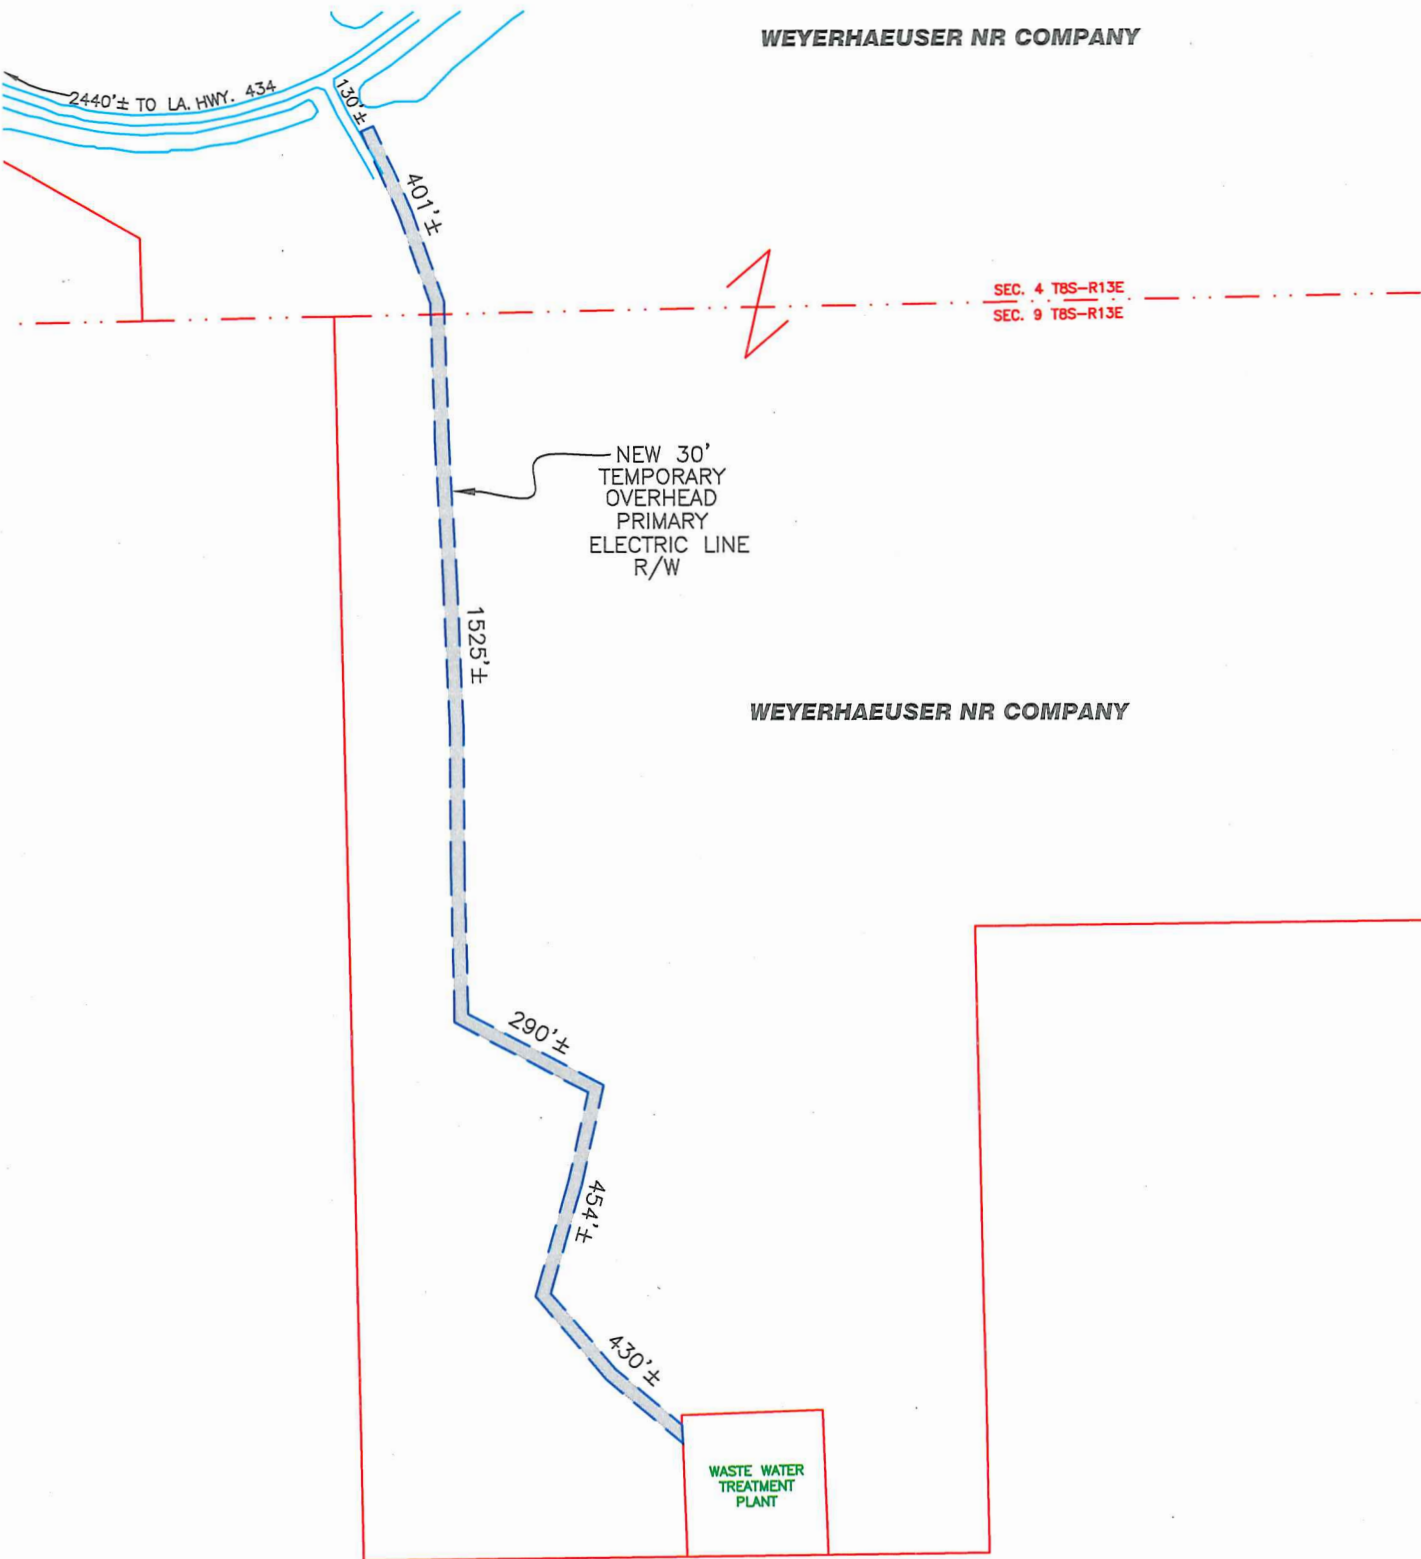 WEYERHAEUSER NR COMPANY
2440'± TO LA. HWY. 434
130'±
401'±
SEC. 4 T8S-R13E
SEC. 9 T8S-R13E
NEW 30'
TEMPORARY
OVERHEAD
PRIMARY
ELECTRIC LINE
R/W
1525'±
WEYERHAEUSER NR COMPANY
290'±
454'±
430'±
WASTE WATER
TREATMENT
PLANT